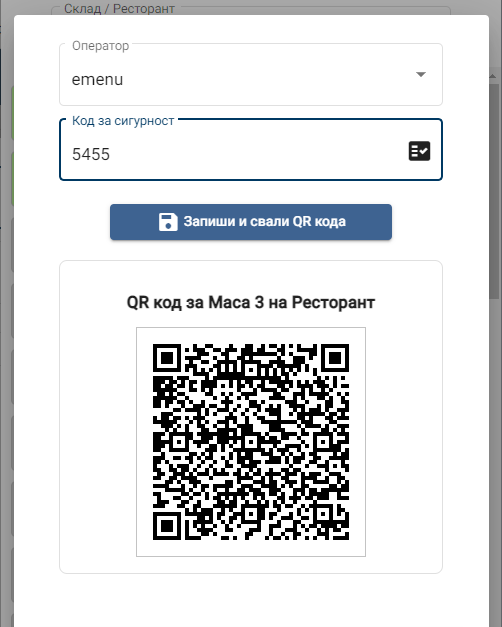 Склад / Ресторант
Оператор
emenu
Код за сигурност
5455
Запиши и свали QR кода
QR код за Маса 3 на Ресторант